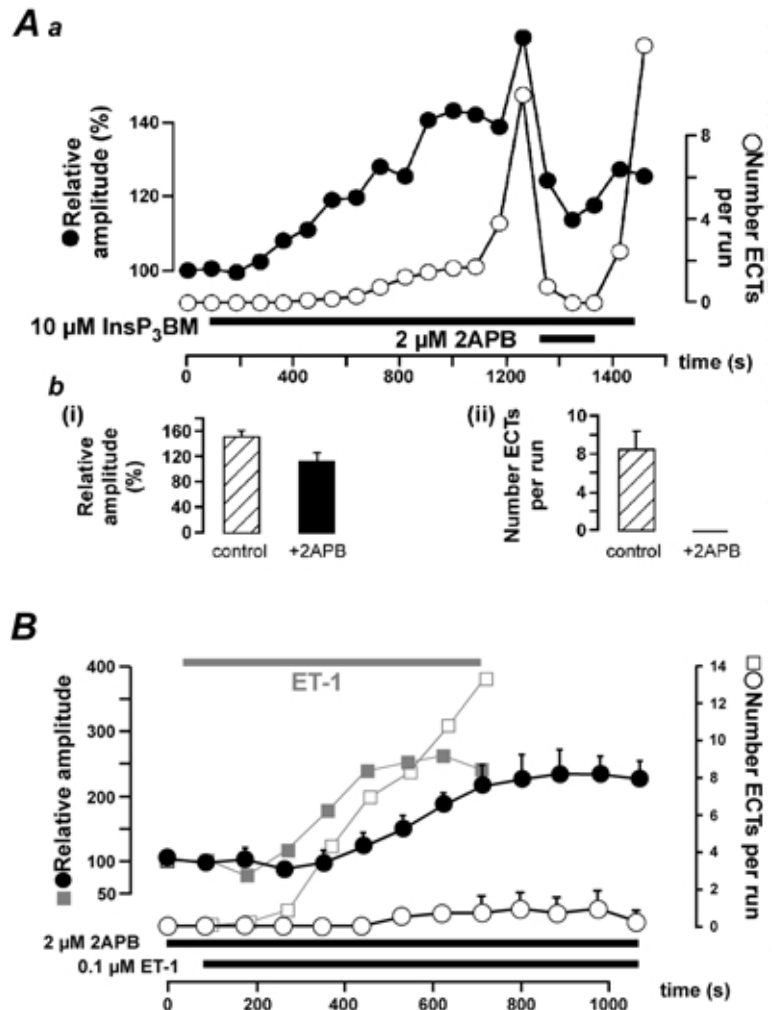 A a
●Relative amplitude (%)
140
120
100
○Number ECTs per run
8
4
0
10 µM InsP₃BM
2 µM 2APB
0 400 800 1200 1400 time (s)
b
(i)
Relative amplitude (%)
160
120
80
40
0
control +2APB
(ii)
Number ECTs per run
10
8
4
0
control +2APB
B
●■Relative amplitude
400
300
200
100
50
ET-1
□○Number ECTs per run
14
12
10
8
6
4
2
0
2 µM 2APB
0.1 µM ET-1
0 200 400 600 800 1000 time (s)